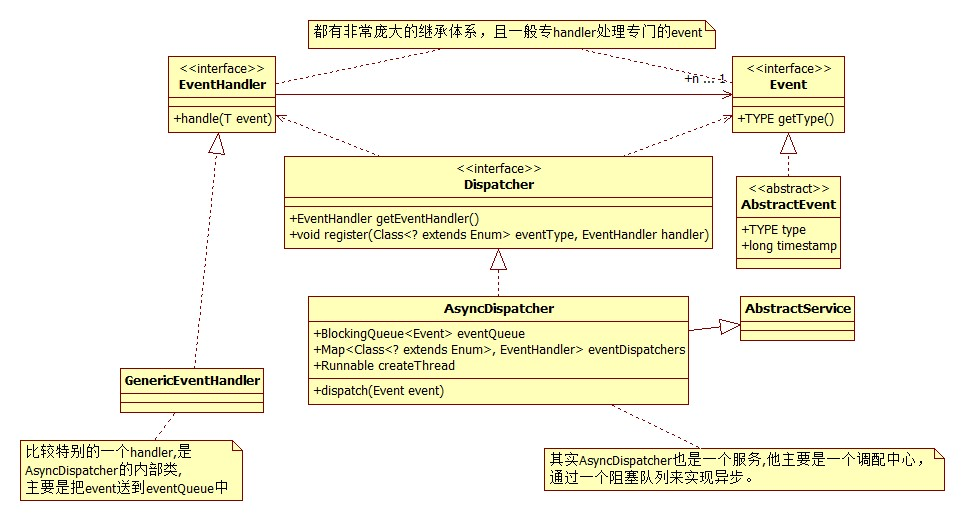 都有非常庞大的继承体系，且一般专handler处理专门的event
<<interface>>
EventHandler
+handle(T event)
+n ... 1
<<interface>>
Event
+TYPE getType()
<<interface>>
Dispatcher
+EventHandler getEventHandler()
+void register(Class<? extends Enum> eventType, EventHandler handler)
<<abstract>>
AbstractEvent
+TYPE type
+long timestamp
AsyncDispatcher
+BlockingQueue<Event> eventQueue
+Map<Class<? extends Enum>, EventHandler> eventDispatchers
+Runnable createThread
+dispatch(Event event)
AbstractService
GenericEventHandler
比较特别的一个handler,是
AsyncDispatcher的内部类,
主要是把event送到eventQueue中
其实AsyncDispatcher也是一个服务,他主要是一个调配中心，
通过一个阻塞队列来实现异步。